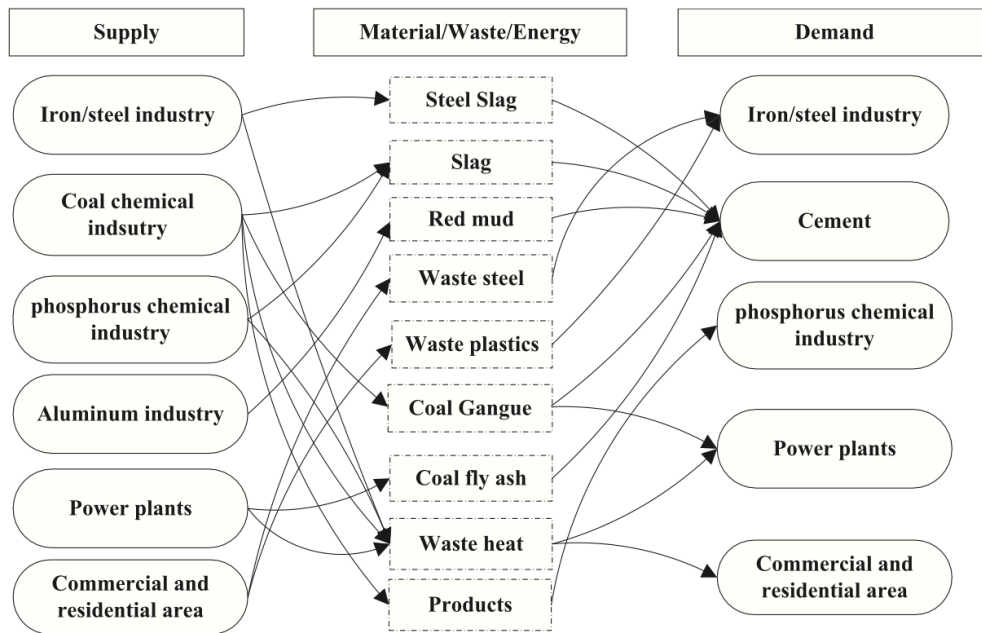 Supply
Material/Waste/Energy
Demand
Iron/steel industry
Coal chemical
indsutry
phosphorus chemical
industry
Aluminum industry
Power plants
Commercial and
residential area
Steel Slag
Slag
Red mud
Waste steel
Waste plastics
Coal Gangue
Coal fly ash
Waste heat
Products
Iron/steel industry
Cement
phosphorus chemical
industry
Power plants
Commercial and
residential area